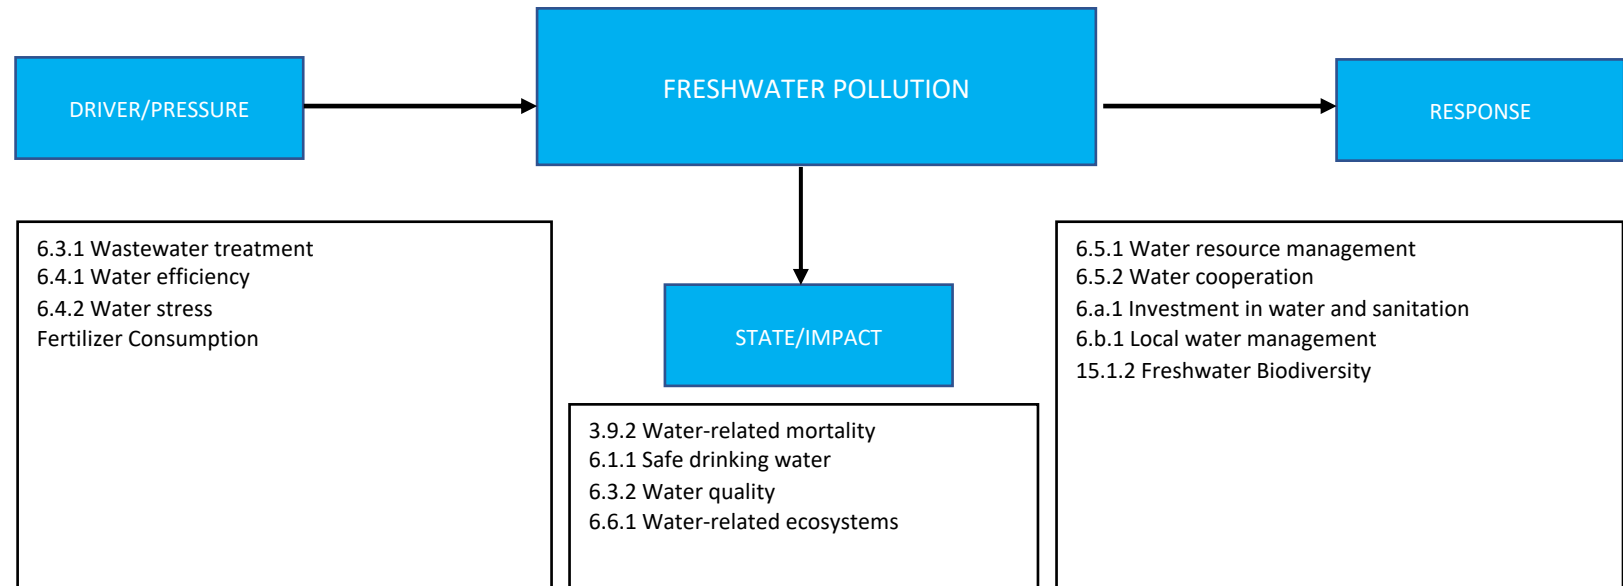 FRESHWATER POLLUTION
DRIVER/PRESSURE
RESPONSE
6.3.1 Wastewater treatment
6.4.1 Water efficiency
6.4.2 Water stress
Fertilizer Consumption
STATE/IMPACT
3.9.2 Water-related mortality
6.1.1 Safe drinking water
6.3.2 Water quality
6.6.1 Water-related ecosystems
6.5.1 Water resource management
6.5.2 Water cooperation
6.a.1 Investment in water and sanitation
6.b.1 Local water management
15.1.2 Freshwater Biodiversity